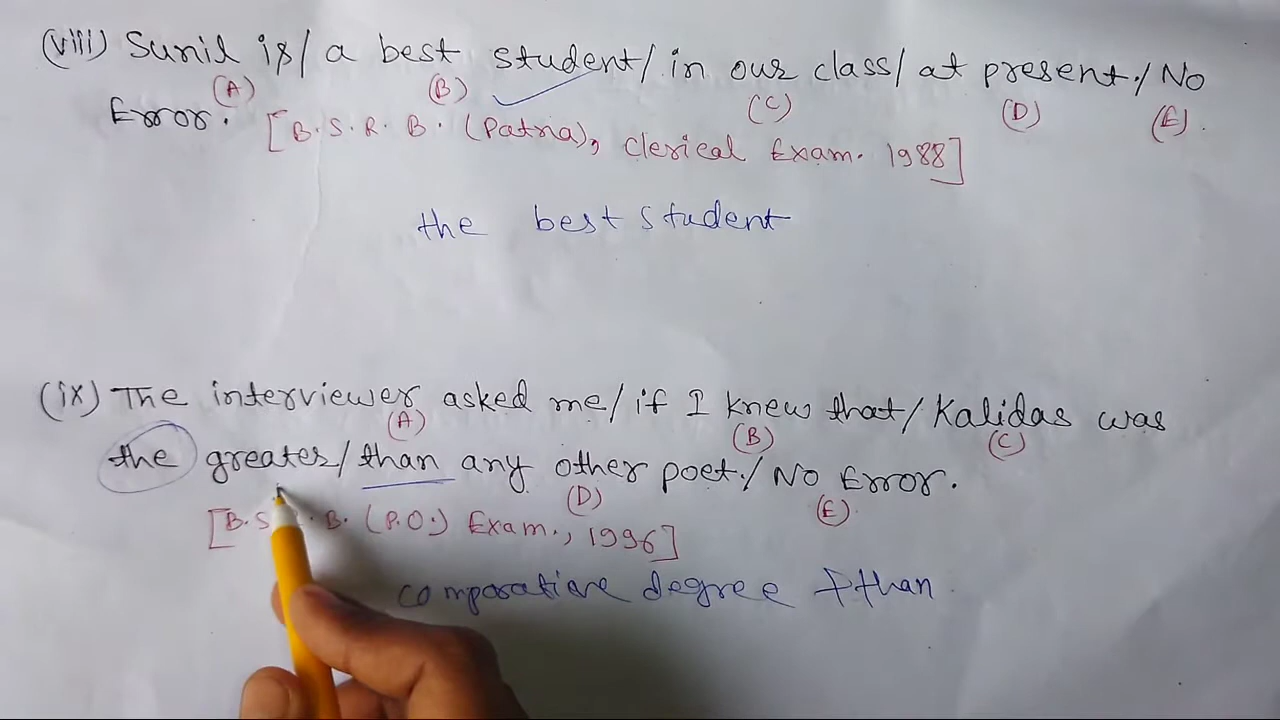 (viii) Sunil is/ a best student/ in our class/ at present./ No
(A) (B) (C) (D) (E).
Error. [B.S.R.B. (Patna), Clerical Exam. 1988]
the best student
(ix) The interviewer asked me/ if I knew that/ Kalidas was
(A) (B) (C)
the greater/ than any other poet./ No Error.
(D) (E).
[B.S.R.B. (P.O.) Exam., 1996]
comparative degree + than.